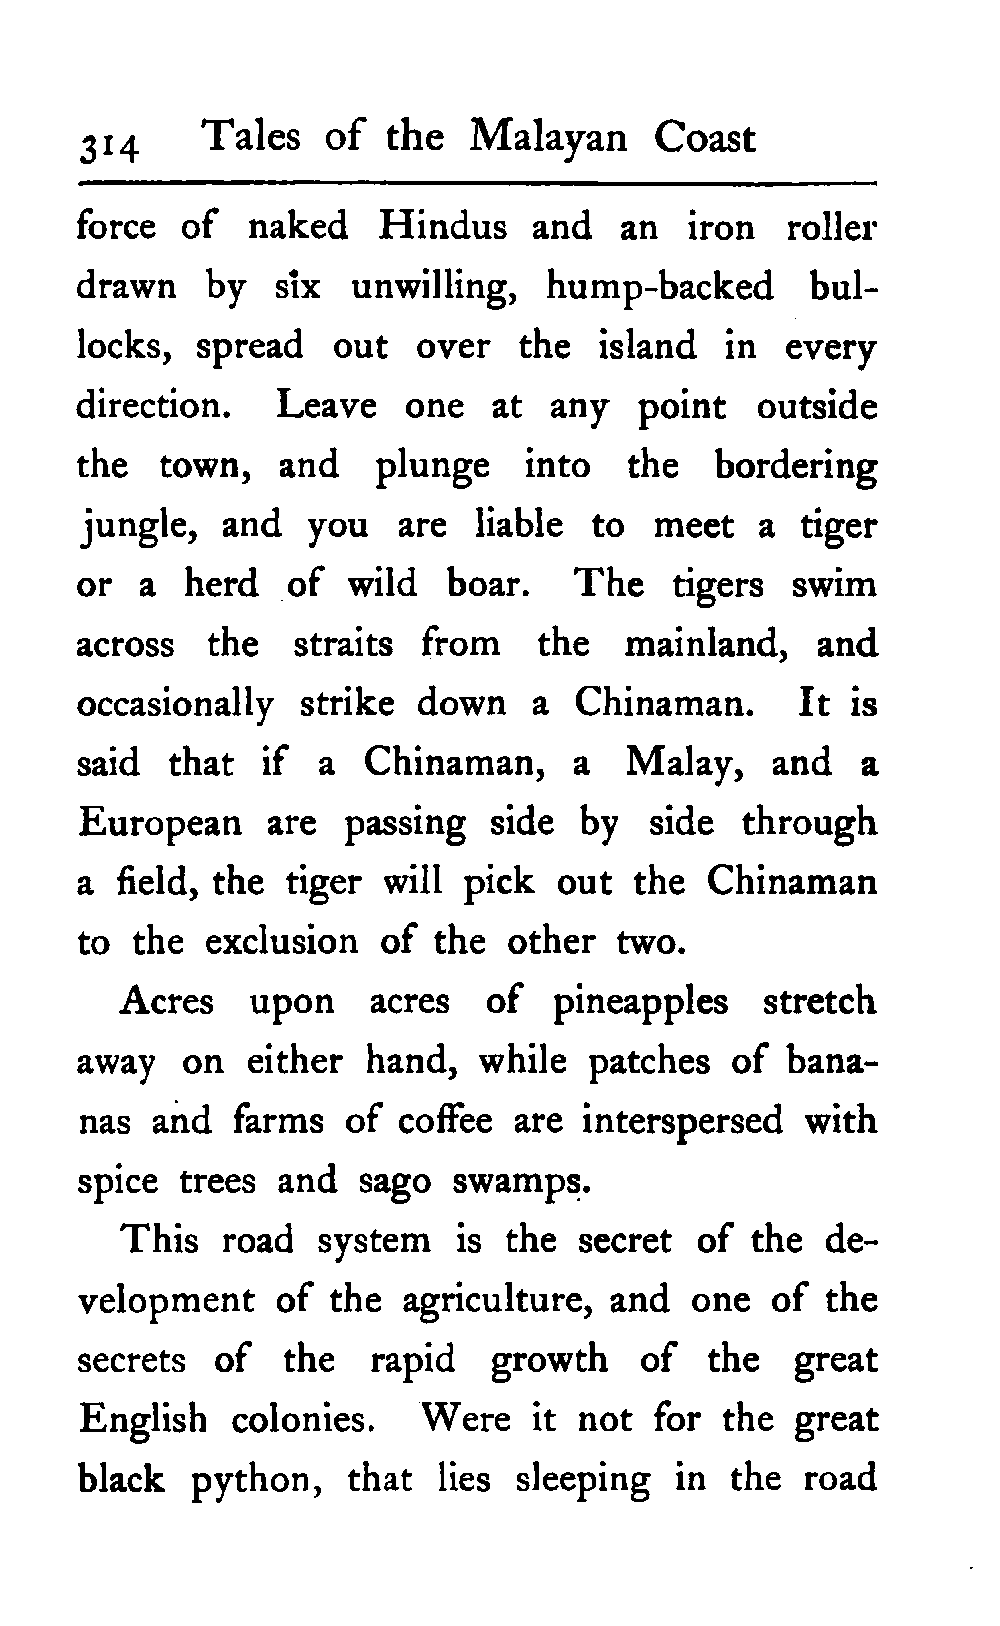 314 Tales of the Malayan Coast
force of naked Hindus and an iron roller
drawn by six unwilling, hump-backed bul-
locks, spread out over the island in every
direction. Leave one at any point outside
the town, and plunge into the bordering
jungle, and you are liable to meet a tiger
or a herd of wild boar. The tigers swim
across the straits from the mainland, and
occasionally strike down a Chinaman. It is
said that if a Chinaman, a Malay, and a
European are passing side by side through
a field, the tiger will pick out the Chinaman
to the exclusion of the other two.
Acres upon acres of pineapples stretch
away on either hand, while patches of bana-
nas and farms of coffee are interspersed with
spice trees and sago swamps.
This road system is the secret of the de-
velopment of the agriculture, and one of the
secrets of the rapid growth of the great
English colonies. Were it not for the great
black python, that lies sleeping in the road